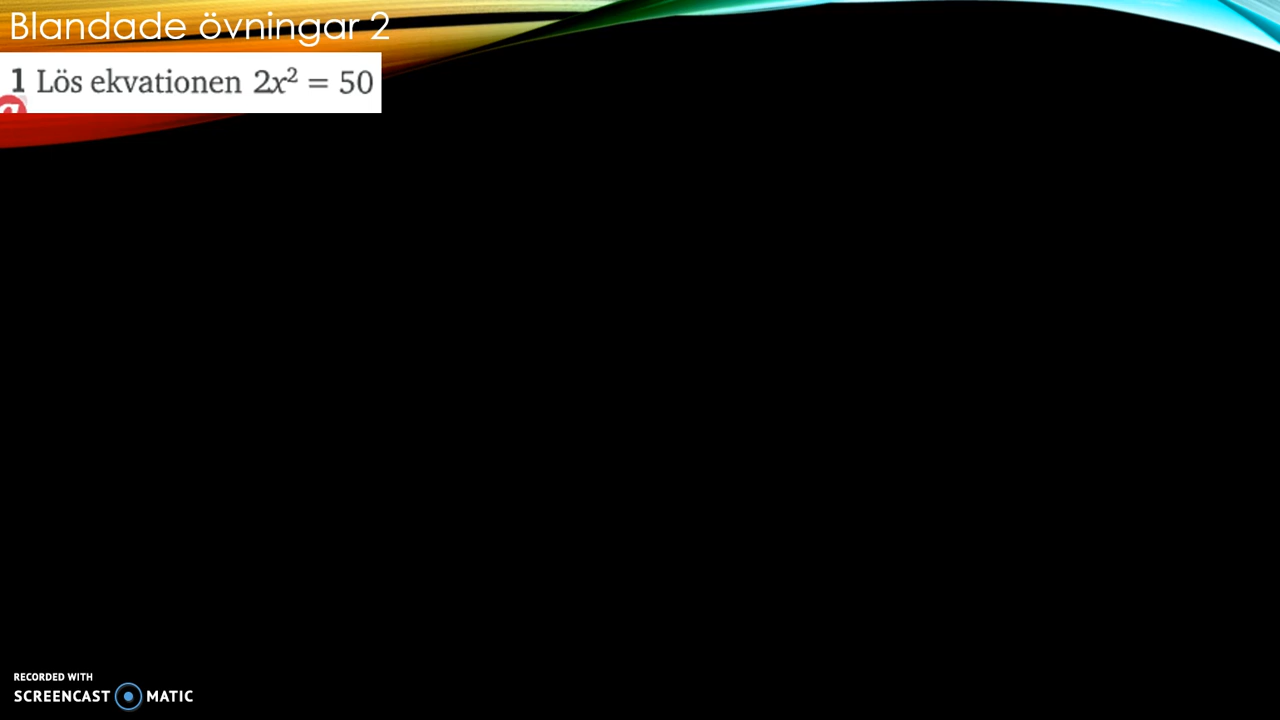 Blandade övningar 2
1 Lös ekvationen 2x² = 50
a
RECORDED WITH
SCREENCAST MATIC